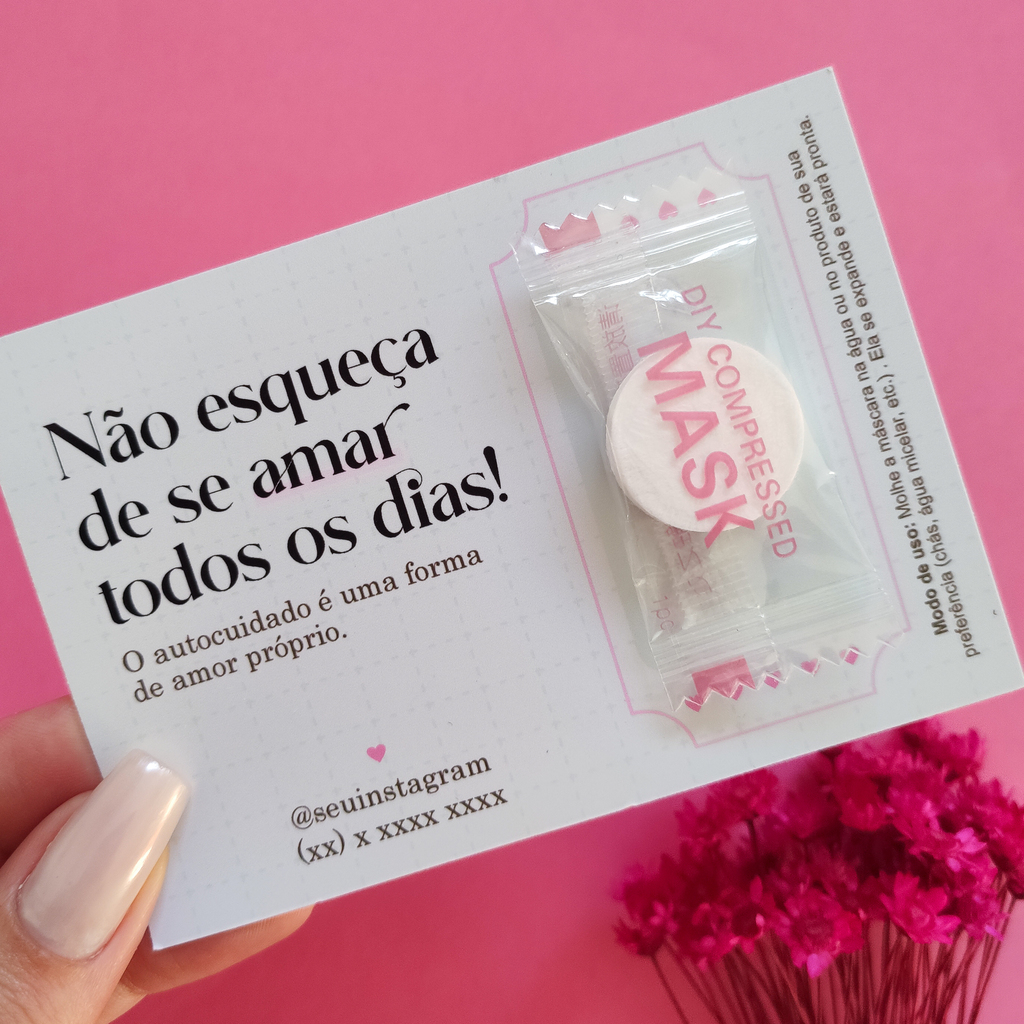 Não esqueça
de se amar
todos os dias!
O autocuidado é uma forma
de amor próprio.
@seuinstagram
(xx) x xxxx xxxx
DIY COMPRESSED
MASK
Modo de uso: Molhe a máscara na água ou no produto de sua
preferência (chás, água micelar, etc.) . Ela se expande e estará pronta.